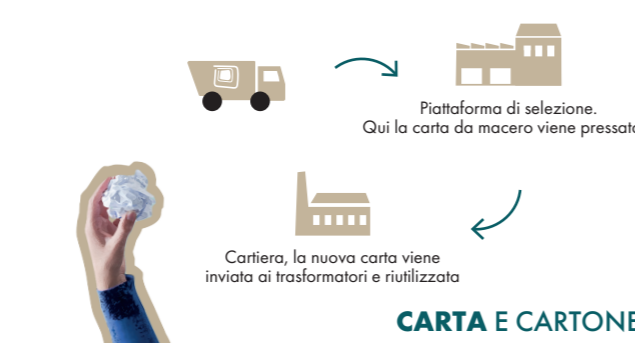 Piattaforma di selezione.
Qui la carta da macero viene pressata
Cartiera, la nuova carta viene
inviata ai trasformatori e riutilizzata
CARTA E CARTONE